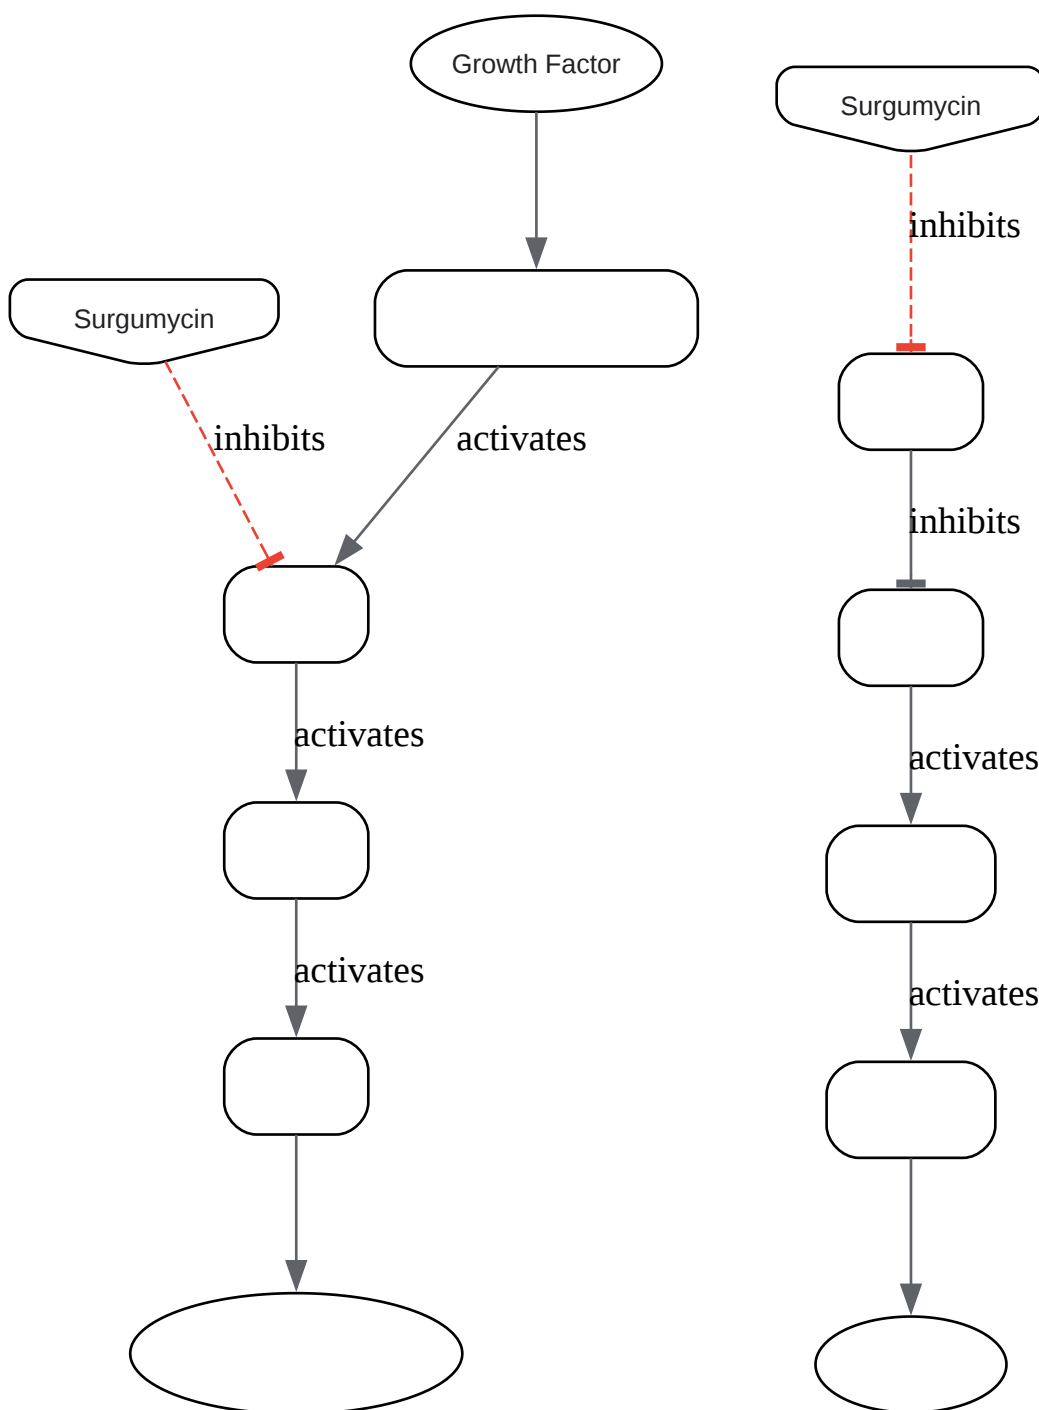 Growth Factor
Surgumycin
inhibits
Surgumycin
inhibits
activates
inhibits
activates
activates
activates
activates